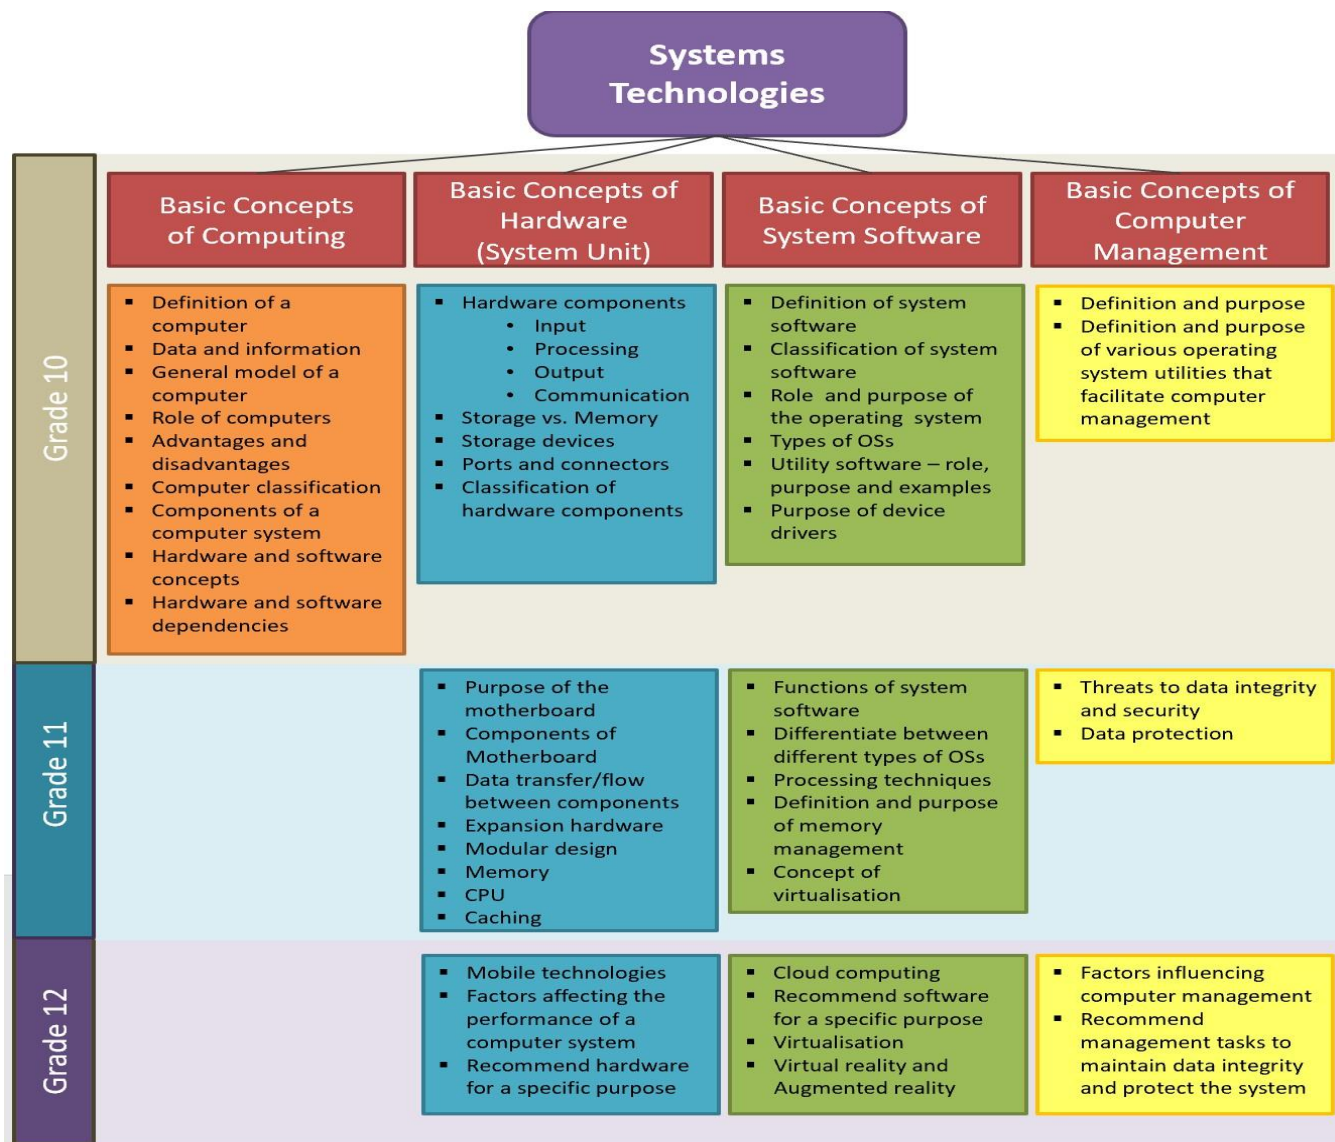 Systems
Technologies
Basic Concepts
of Computing
Basic Concepts of
Hardware
(System Unit)
Basic Concepts of
System Software
Basic Concepts of
Computer
Management
Grade 10
▪ Definition of a
computer
▪ Data and information
▪ General model of a
computer
▪ Role of computers
▪ Advantages and
disadvantages
▪ Computer classification
▪ Components of a
computer system
▪ Hardware and software
concepts
▪ Hardware and software
dependencies
▪ Hardware components
• Input
• Processing
• Output
• Communication
▪ Storage vs. Memory
▪ Storage devices
▪ Ports and connectors
▪ Classification of
hardware components
▪ Definition of system
software
▪ Classification of system
software
▪ Role and purpose of
the operating system
▪ Types of OSs
▪ Utility software – role,
purpose and examples
▪ Purpose of device
drivers
▪ Definition and purpose
▪ Definition and purpose
of various operating
system utilities that
facilitate computer
management
Grade 11
▪ Purpose of the
motherboard
▪ Components of
Motherboard
▪ Data transfer/flow
between components
▪ Expansion hardware
▪ Modular design
▪ Memory
▪ CPU
▪ Caching
▪ Functions of system
software
▪ Differentiate between
different types of OSs
▪ Processing techniques
▪ Definition and purpose
of memory
management
▪ Concept of
virtualisation
▪ Threats to data integrity
and security
▪ Data protection
Grade 12
▪ Mobile technologies
▪ Factors affecting the
performance of a
computer system
▪ Recommend hardware
for a specific purpose
▪ Cloud computing
▪ Recommend software
for a specific purpose
▪ Virtualisation
▪ Virtual reality and
Augmented reality
▪ Factors influencing
computer management
▪ Recommend
management tasks to
maintain data integrity
and protect the system